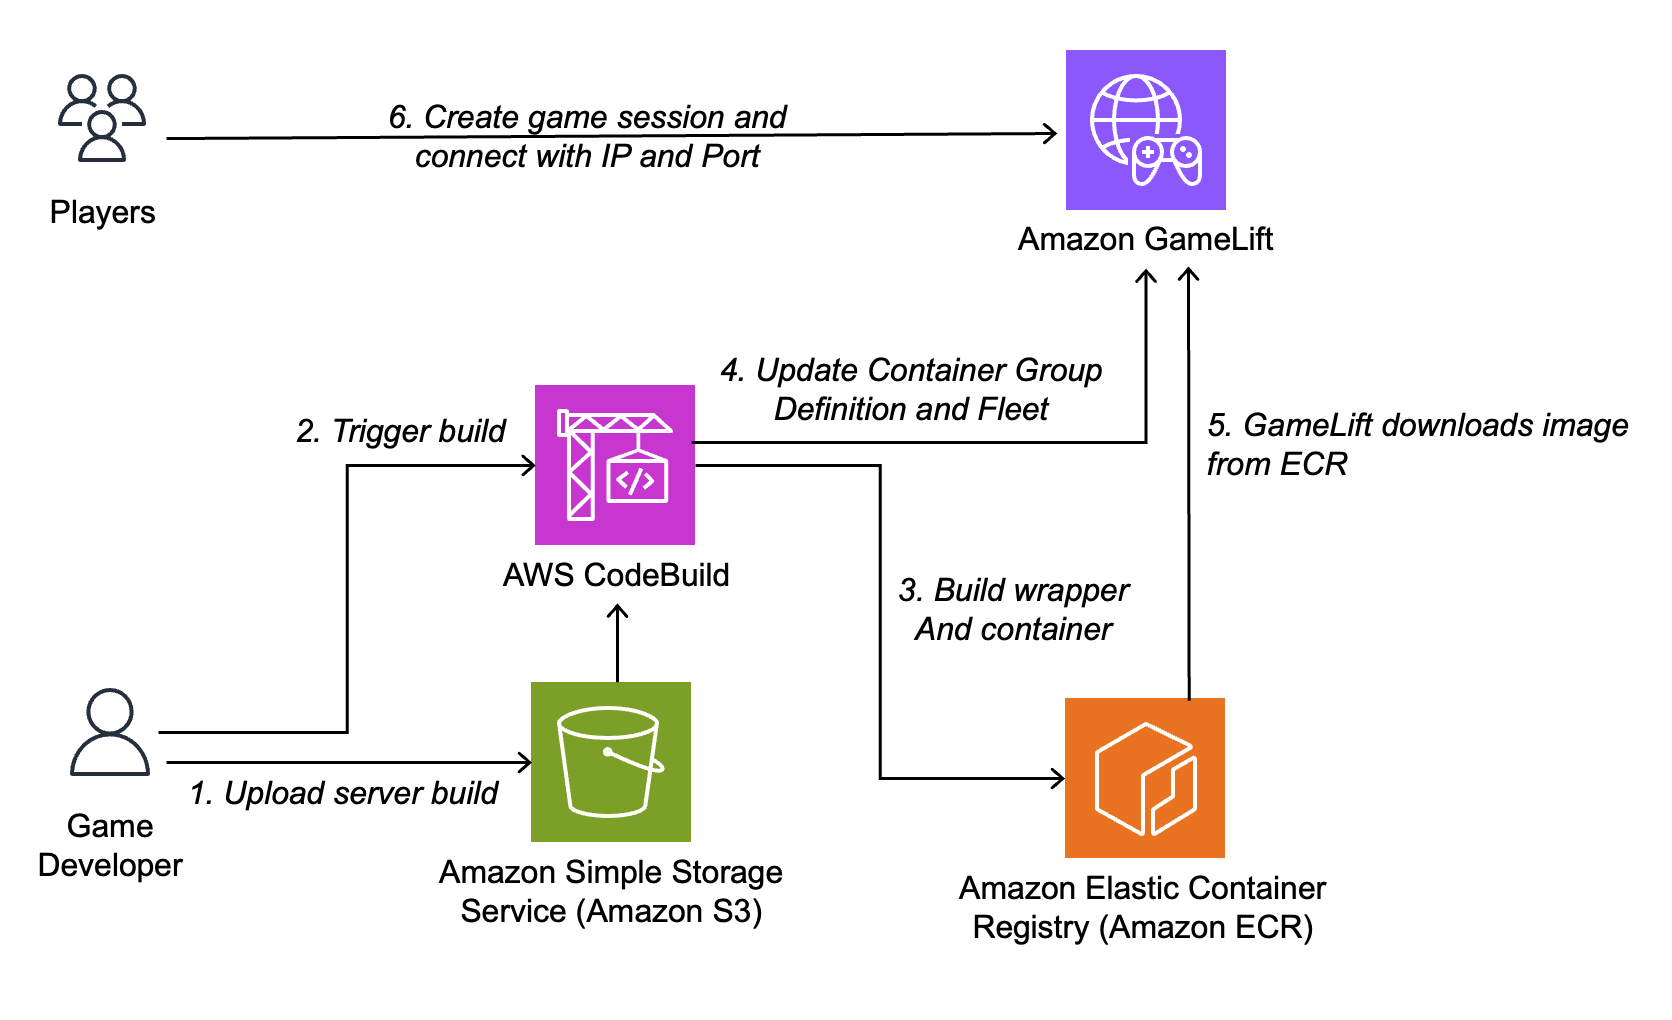 6. Create game session and
connect with IP and Port
Players
Amazon GameLift
4. Update Container Group
Definition and Fleet
2. Trigger build
5. GameLift downloads image
from ECR
</>
AWS CodeBuild
3. Build wrapper
And container
1. Upload server build
Game
Developer
Amazon Simple Storage
Service (Amazon S3)
Amazon Elastic Container
Registry (Amazon ECR)